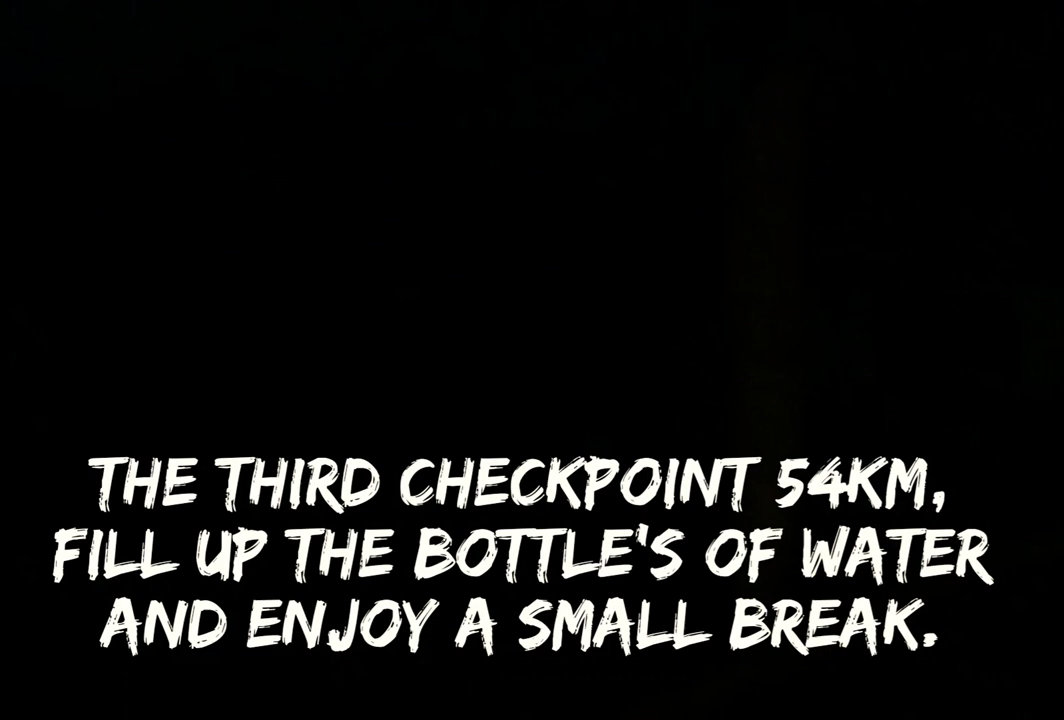 THE THIRD CHECKPOINT 54KM,
FILL UP THE BOTTLE'S OF WATER
AND ENJOY A SMALL BREAK.